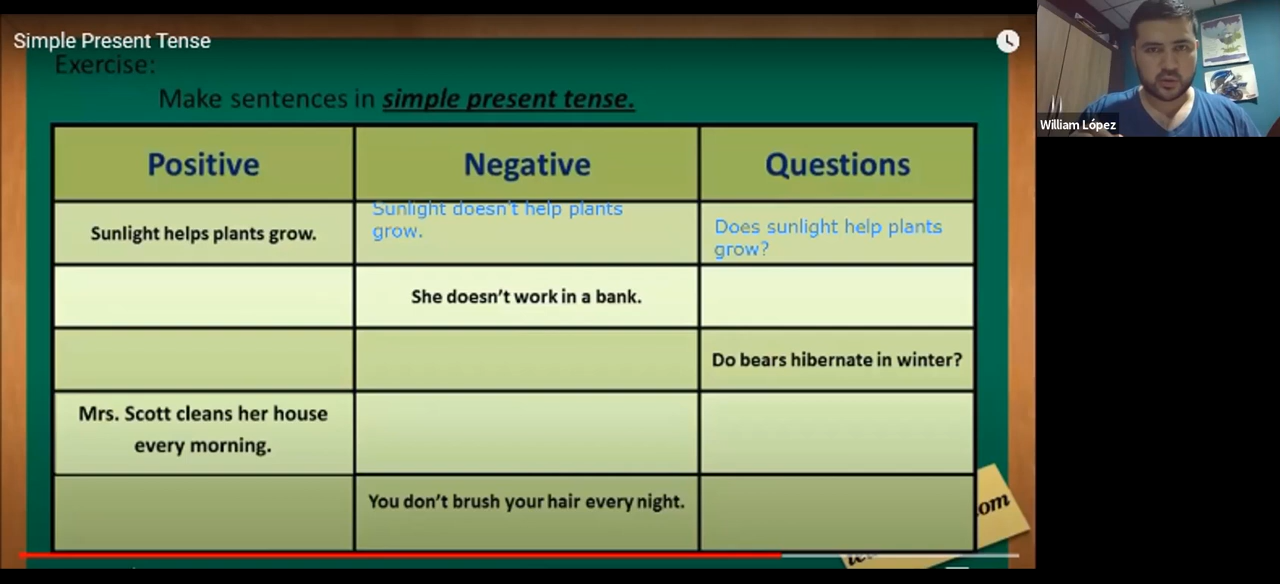 Simple Present Tense
Exercise:
Make sentences in simple present tense.
Positive
Negative
Questions
Sunlight helps plants grow.
Sunlight doesn't help plants
grow.
Does sunlight help plants
grow?
She doesn't work in a bank.
Do bears hibernate in winter?
Mrs. Scott cleans her house
every morning.
You don't brush your hair every night.
om
William López